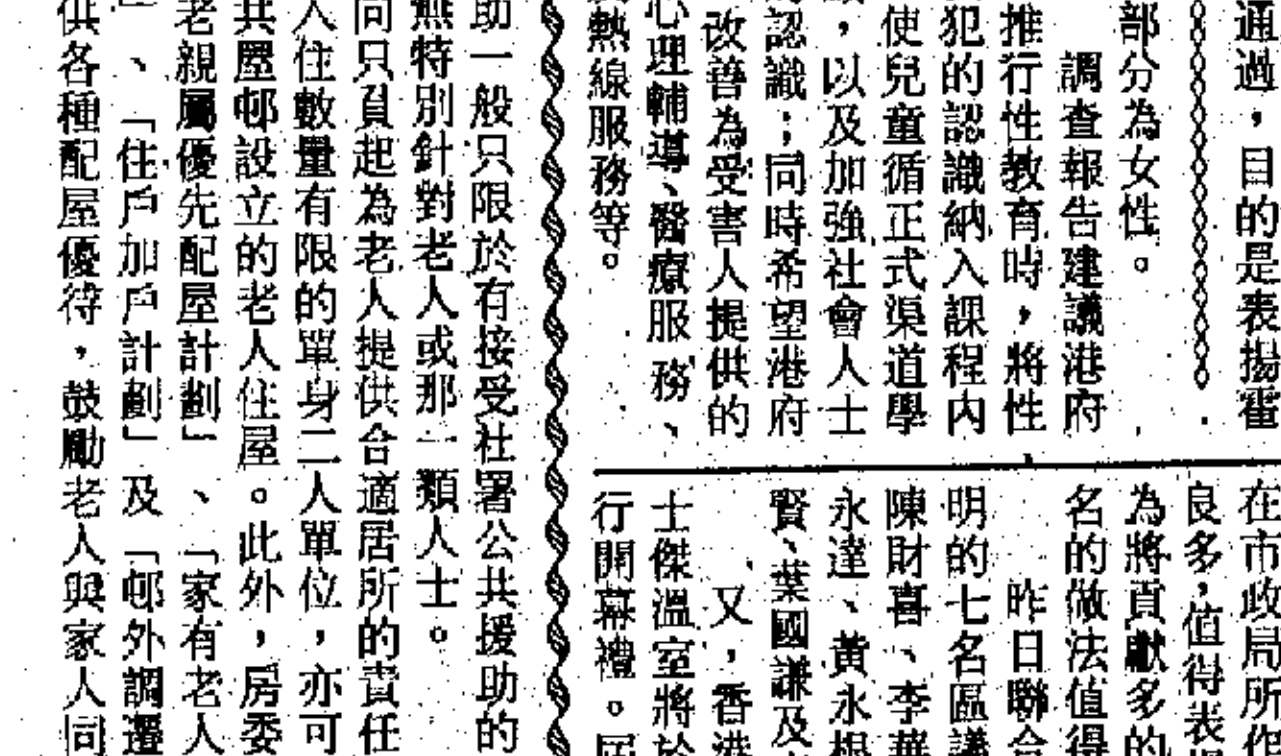 通過，目的是表揚霍
部分為女性。
調查報告建議港府
推行性教育時，將性
犯的認識納入課程內
使兒童循正式渠道學
，以及加強社會人士
認識；同時希望港府
改善為受害人提供的
心理輔導、醫療服務、
熱線服務等。
在市政局所作
良多，值得表
為將貢獻多的
名的做法值得
昨日聯合
明的七名區議
陳財喜、李華
永達、黃永根
賢、葉國謙及
又，香港
士傑溫室將於
行開幕禮。屆
助一般只限於有接受社署公共援助的
無特別針對老人或那一類人士。
同只負起為老人提供合適居所的責任
入住數量有限的單身二人單位，亦可
共屋邨設立的老人住屋。此外，房委
老親屬優先配屋計劃」、「家有老人
」、「住戶加戶計劃」及「邨外調遷
供各種配屋優待，鼓勵老人與家人同